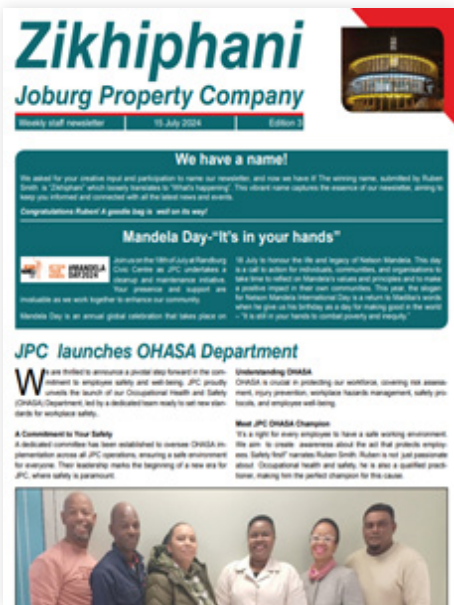 Zikhiphani
Joburg Property Company
Weekly staff newsletter
15 July 2024
Edition 3
We have a name!
We asked for your creative input and participation to name our newsletter, and now we have it! The winning name, submitted by Ruben
Smith is "Zikhiphani" which loosely translates to "What's happening". This vibrant name captures the essence of our newsletter, aiming to
keep you informed and connected with all the latest news and events.
Congratulations Ruben! A goodie bag is well on its way!
Mandela Day-"It's in your hands"
#MANDELA
DAY2024
Join us on the 18th of July at Randburg
Civic Centre as JPC undertakes a
cleanup and maintenance initiative.
Your presence and support are
invaluable as we work together to enhance our community.
Mandela Day is an annual global celebration that takes place on
18 July to honour the life and legacy of Nelson Mandela. This day
is a call to action for individuals, communities, and organisations to
take time to reflect on Mandela's values and principles and to make
a positive impact in their own communities. This year, the slogan
for Nelson Mandela International Day is a return to Madiba's words
when he give us his birthday as a day for making good in the world
– "It is still in your hands to combat poverty and inequity."
JPC launches OHASA Department
We are thrilled to announce a pivotal step forward in the com-
mitment to employee safety and well-being. JPC proudly
unveils the launch of our Occupational Health and Safety
(OHASA) Department, led by a dedicated team ready to set new stan-
dards for workplace safety.
A Commitment to Your Safety
A dedicated committee has been established to oversee OHASA im-
plementation across all JPC operations, ensuring a safe environment
for everyone. Their leadership marks the beginning of a new era for
JPC, where safety is paramount.
Understanding OHASA
OHASA is crucial in protecting our workforce, covering risk assess-
ment, injury prevention, workplace hazards management, safety pro-
tocols, and employee well-being.
Meet JPC OHASA Champion
"It's a right for every employee to have a safe working environment.
We aim to create awareness about the act that protects employ-
ees. Safety first!" narrates Ruben Smith. Ruben is not just passionate
about Occupational health and safety, he is also a qualified practi-
tioner, making him the perfect champion for this cause.